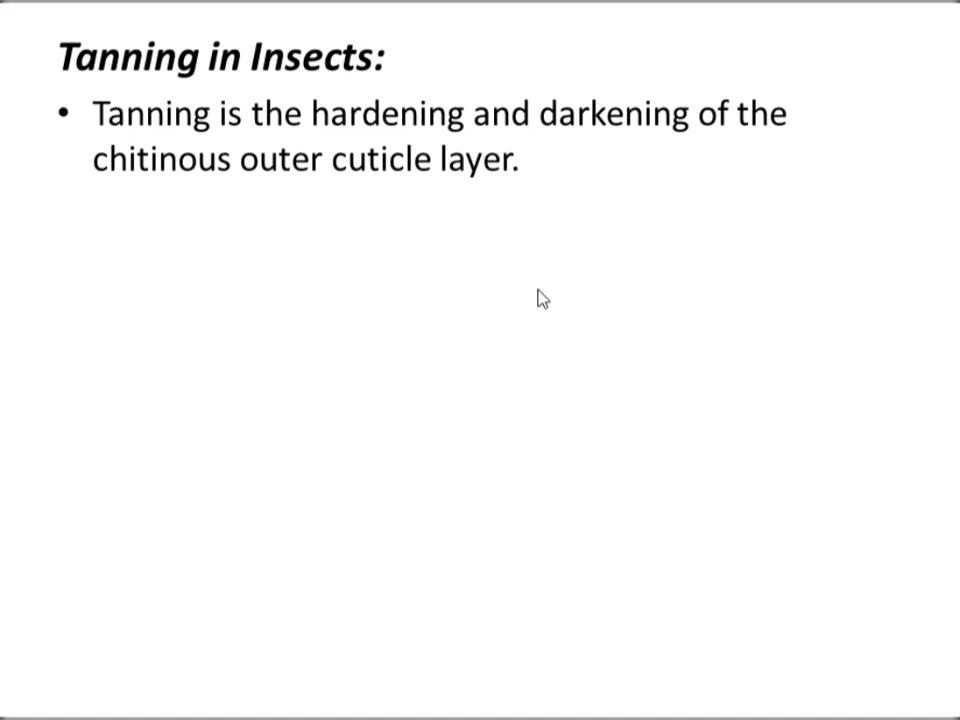 Tanning in Insects:
• Tanning is the hardening and darkening of the
chitinous outer cuticle layer.